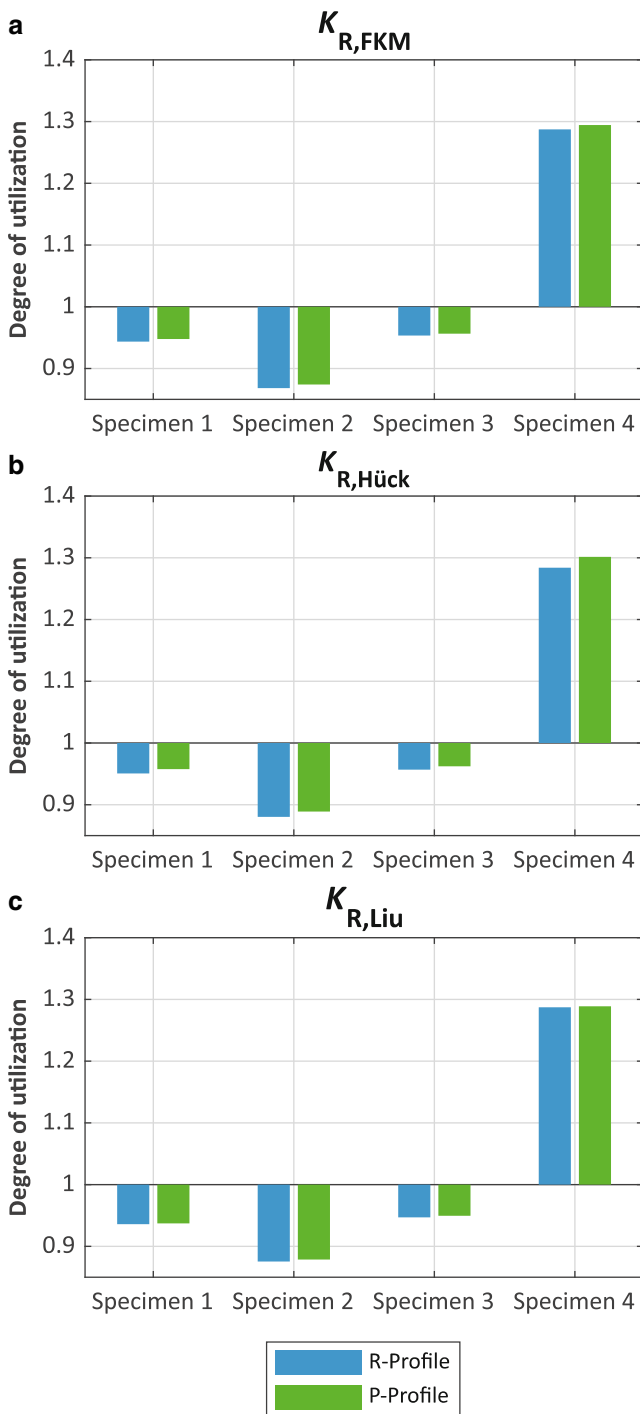 a
K R,FKM
1.4
1.3
1.2
1.1
1
0.9
Degree of utilization
Specimen 1 Specimen 2 Specimen 3 Specimen 4
b
K R,Hück
1.4
1.3
1.2
1.1
1
0.9
Degree of utilization
Specimen 1 Specimen 2 Specimen 3 Specimen 4
c
K R,Liu
1.4
1.3
1.2
1.1
1
0.9
Degree of utilization
Specimen 1 Specimen 2 Specimen 3 Specimen 4
R-Profile
P-Profile